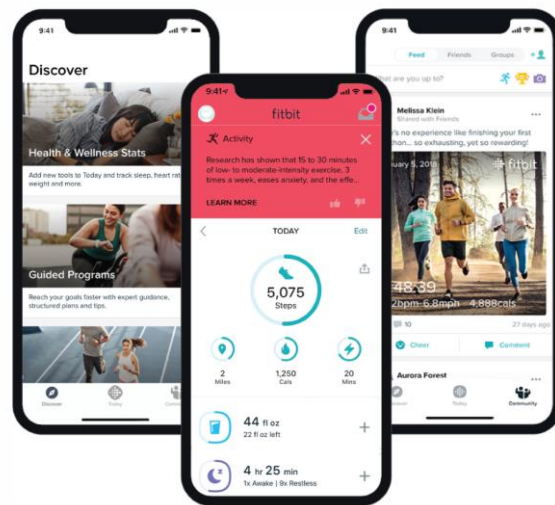 9:41
Discover
Health & Wellness Stats
Add new tools to Today and track sleep, heart
weight and more.
Guided Programs
Reach your goals faster with expert guidance,
structured plans and tips.
Discover
Today
9:41
fitbit
Activity
Research has shown that 15 to 30 minutes
of low- to moderate-intensity exercise, 3
times a week, eases anxiety, and the effe...
LEARN MORE
TODAY
Edit
5,075
Steps
2
Miles
1,250
Cals
20
Mins
44 fl oz
22 fl oz left
4 hr 25 min
1x Awake | 9x Restless
9:41
Feed
Friends
Groups
are you up to?
Melissa Klein
Shared with Friends
no experience like finishing your first
so exhausting, yet so rewarding!
5, 2018
fitbit
48:39
2bpm 6.8mph 4,888cals
10
27 days ago
Cheer
Comment
Aurora Forest
Today
Community